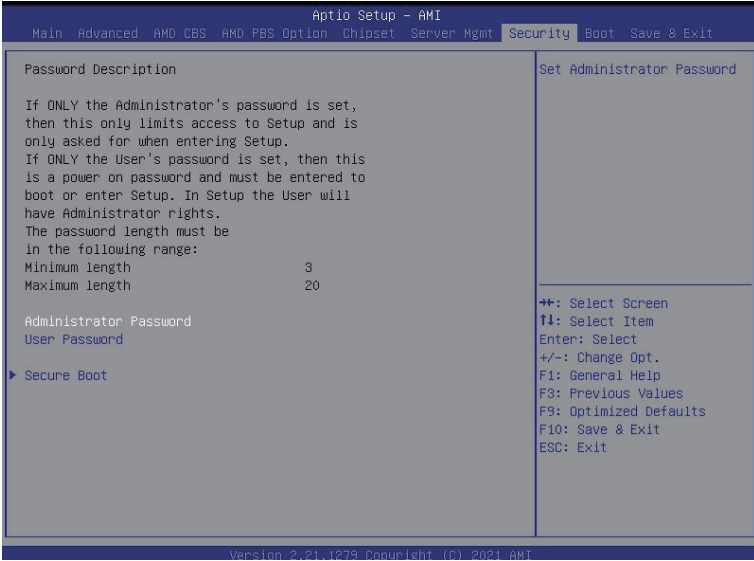 Aptio Setup - AMI
Main Advanced AMD CBS AMD PBS Option Chipset Server Mgmt Security Boot Save & Exit
Password Description
If ONLY the Administrator's password is set,
then this only limits access to Setup and is
only asked for when entering Setup.
If ONLY the User's password is set, then this
is a power on password and must be entered to
boot or enter Setup. In Setup the User will
have Administrator rights.
The password length must be
in the following range:
Minimum length 3
Maximum length 20
Administrator Password
User Password
Secure Boot
Set Administrator Password
→←: Select Screen
↑↓: Select Item
Enter: Select
+/-: Change Opt.
F1: General Help
F3: Previous Values
F9: Optimized Defaults
F10: Save & Exit
ESC: Exit
Version 2.21.1279 Copyright (C) 2021 AMI